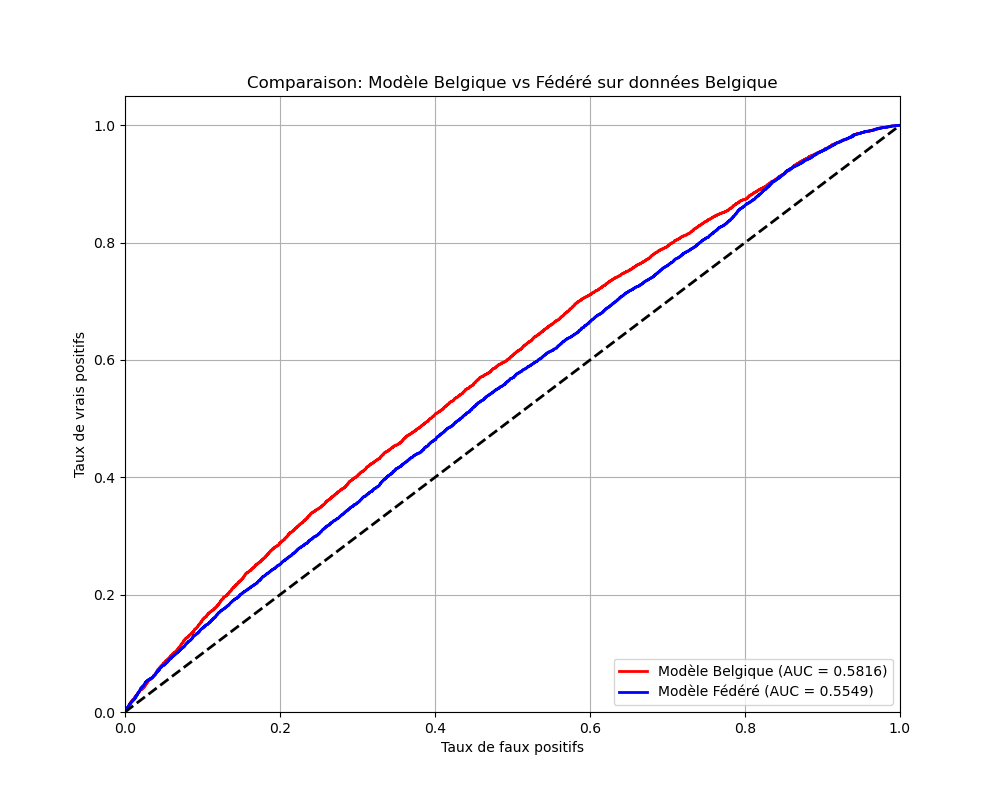 Comparaison: Modèle Belgique vs Fédéré sur données Belgique
Taux de vrais positifs
1.0
0.8
0.6
0.4
0.2
0.0
0.0 0.2 0.4 0.6 0.8 1.0
Taux de faux positifs
Modèle Belgique (AUC = 0.5816)
Modèle Fédéré (AUC = 0.5549)